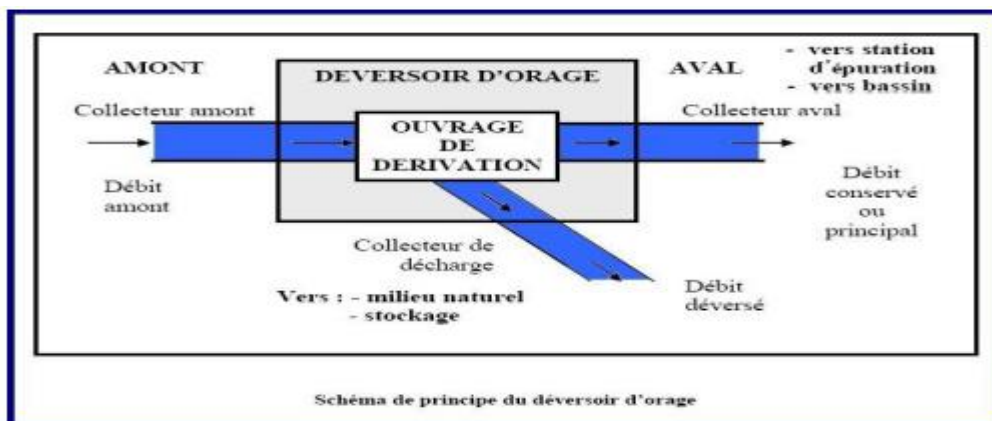 AMONT
DEVERSOIR D'ORAGE
AVAL
- vers station
d'épuration
- vers bassin
Collecteur amont
Collecteur aval
OUVRAGE
DE
DERIVATION
Débit
amont
Débit
conservé
ou
principal
Collecteur de
décharge
Vers : - milieu naturel
- stockage
Débit
déversé
Schéma de principe du déversoir d'orage